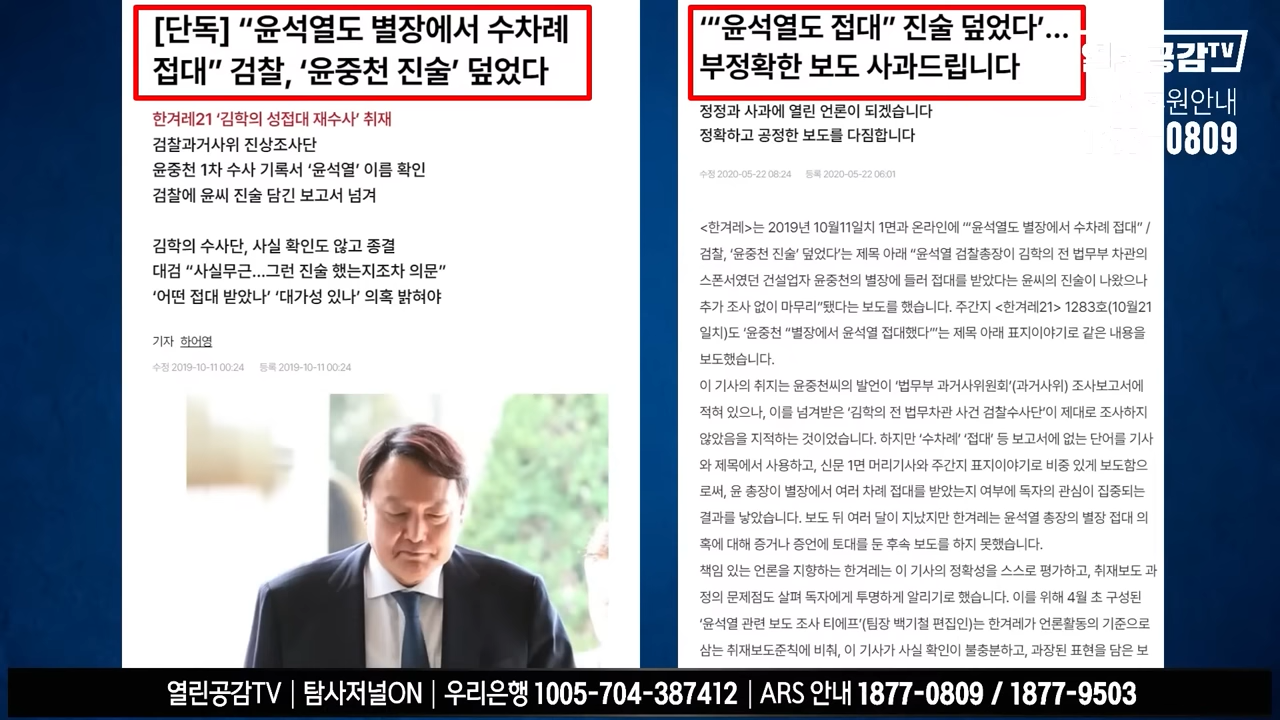 [단독] “윤석열도 별장에서 수차례
접대” 검찰, ‘윤중천 진술’ 덮었다
한겨레21 ‘김학의 성접대 재수사’ 취재
검찰과거사위 진상조사단
윤중천 1차 수사 기록서 ‘윤석열’ 이름 확인
검찰에 윤씨 진술 담긴 보고서 넘겨
김학의 수사단, 사실 확인도 않고 종결
대검 “사실무근…그런 진술 했는지조차 의문”
‘어떤 접대 받았나’ ‘대가성 있나’ 의혹 밝혀야
기자 하어영
수정 2019-10-11 00:24 등록 2019-10-11 00:24
‘“윤석열도 접대” 진술 덮었다’…
부정확한 보도 사과드립니다
정정과 사과에 열린 언론이 되겠습니다
정확하고 공정한 보도를 다짐합니다
수정 2020-05-22 08:24 등록 2020-05-22 06:01
<한겨레>는 2019년 10월11일치 1면과 온라인에 ‘“윤석열도 별장에서 수차례 접대” /
검찰, ‘윤중천 진술’ 덮었다’는 제목 아래 “윤석열 검찰총장이 김학의 전 법무부 차관의
스폰서였던 건설업자 윤중천의 별장에 들러 접대를 받았다는 윤씨의 진술이 나왔으나
추가 조사 없이 마무리”됐다는 보도를 했습니다. 주간지 <한겨레21> 1283호(10월21
일치)도 ‘윤중천 “별장에서 윤석열 접대했다”’는 제목 아래 표지이야기로 같은 내용을
보도했습니다.
이 기사의 취지는 윤중천씨의 발언이 ‘법무부 과거사위원회’(과거사위) 조사보고서에
적혀 있으나, 이를 넘겨받은 ‘김학의 전 법무차관 사건 검찰수사단’이 제대로 조사하지
않았음을 지적하는 것이었습니다. 하지만 ‘수차례’ ‘접대’ 등 보고서에 없는 단어를 기사
와 제목에서 사용하고, 신문 1면 머리기사와 주간지 표지이야기로 비중 있게 보도함으
로써, 윤 총장이 별장에서 여러 차례 접대를 받았는지 여부에 독자의 관심이 집중되는
결과를 낳았습니다. 보도 뒤 여러 달이 지났지만 한겨레는 윤석열 총장의 별장 접대 의
혹에 대해 증거나 증언에 토대를 둔 후속 보도를 하지 못했습니다.
책임 있는 언론을 지향하는 한겨레는 이 기사의 정확성을 스스로 평가하고, 취재보도 과
정의 문제점도 살펴 독자에게 투명하게 알리기로 했습니다. 이를 위해 4월 초 구성된
‘윤석열 관련 보도 조사 티에프’(팀장 백기철 편집인)는 한겨레가 언론활동의 기준으로
삼는 취재보도준칙에 비춰, 이 기사가 사실 확인이 불충분하고, 과장된 표현을 담은 보
열린공감TV
원안내
0809
열린공감TV | 탐사저널ON | 우리은행 1005-704-387412 | ARS 안내 1877-0809 / 1877-9503